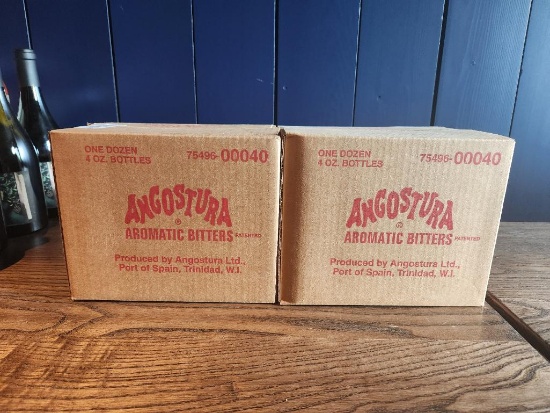 ONE DOZEN
4 OZ. BOTTLES
75496-00040
ANGOSTURA
®
AROMATIC BITTERS PATENTED
Produced by Angostura Ltd.,
Port of Spain, Trinidad, W.I.
ONE DOZEN
4 OZ. BOTTLES
75496-00040
ANGOSTURA
®
AROMATIC BITTERS PATENTED
Produced by Angostura Ltd.,
Port of Spain, Trinidad, W.I.